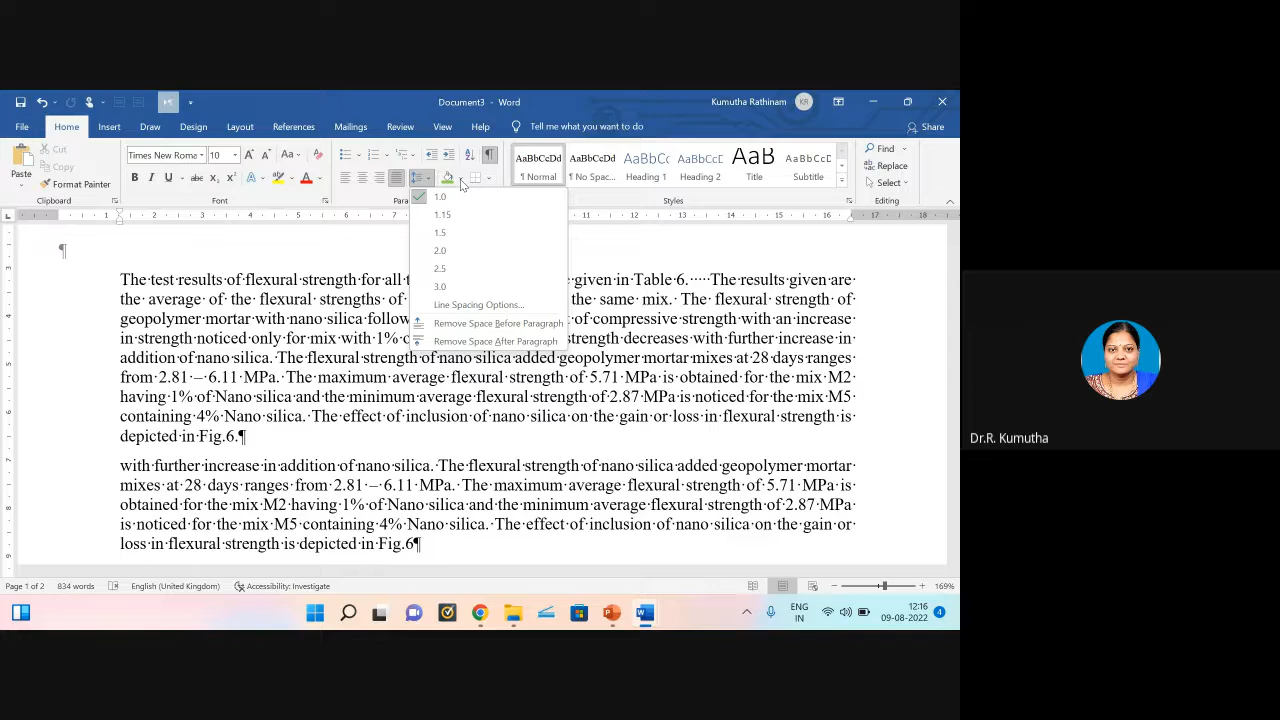 Document3 - Word
Kumutha Rathinam
KR
File Home Insert Draw Design Layout References Mailings Review View Help Tell me what you want to do
Share
Paste
Cut
Copy
Format Painter
Clipboard
Times New Roma 10
Aa
B I U
Font
Para
AaBbCcDd
¶ Normal
AaBbCcDd
¶ No Spac...
AaBbCc
Heading 1
AaBbCcD
Heading 2
AaB
Title
AaBbCcD
Subtitle
Styles
Find
Replace
Select
Editing
1.0
1.15
1.5
2.0
2.5
3.0
Line Spacing Options...
Remove Space Before Paragraph
Remove Space After Paragraph
¶
The·test·results·of·flexural·strength·for·all· given·in·Table·6.·····The·results·given·are·
the·average·of·the·flexural·strengths·of· the·same·mix.·The·flexural·strength·of·
geopolymer·mortar·with·nano·silica·follow of·compressive·strength·with·an·increase·
in·strength·noticed·only·for·mix·with·1% strength·decreases·with·further·increase·in·
addition·of·nano·silica.·The·flexural·strength·of·nano·silica·added·geopolymer·mortar·mixes·at·28·days·ranges·
from·2.81·–·6.11·MPa.·The·maximum·average·flexural·strength·of·5.71·MPa·is·obtained·for·the·mix·M2·
having·1%·of·Nano·silica·and·the·minimum·average·flexural·strength·of·2.87·MPa·is·noticed·for·the·mix·M5·
containing·4%·Nano·silica.·The·effect·of·inclusion·of·nano·silica·on·the·gain·or·loss·in·flexural·strength·is·
depicted·in·Fig.6.¶
with·further·increase·in·addition·of·nano·silica.·The·flexural·strength·of·nano·silica·added·geopolymer·mortar·
mixes·at·28·days·ranges·from·2.81·–·6.11·MPa.·The·maximum·average·flexural·strength·of·5.71·MPa·is·
obtained·for·the·mix·M2·having·1%·of·Nano·silica·and·the·minimum·average·flexural·strength·of·2.87·MPa·
is·noticed·for·the·mix·M5·containing·4%·Nano·silica.·The·effect·of·inclusion·of·nano·silica·on·the·gain·or·
loss·in·flexural·strength·is·depicted·in·Fig.6¶
Page 1 of 2 834 words English (United Kingdom) Accessibility: Investigate 169%
ENG
IN
12:16
09-08-2022
4
Dr.R. Kumutha